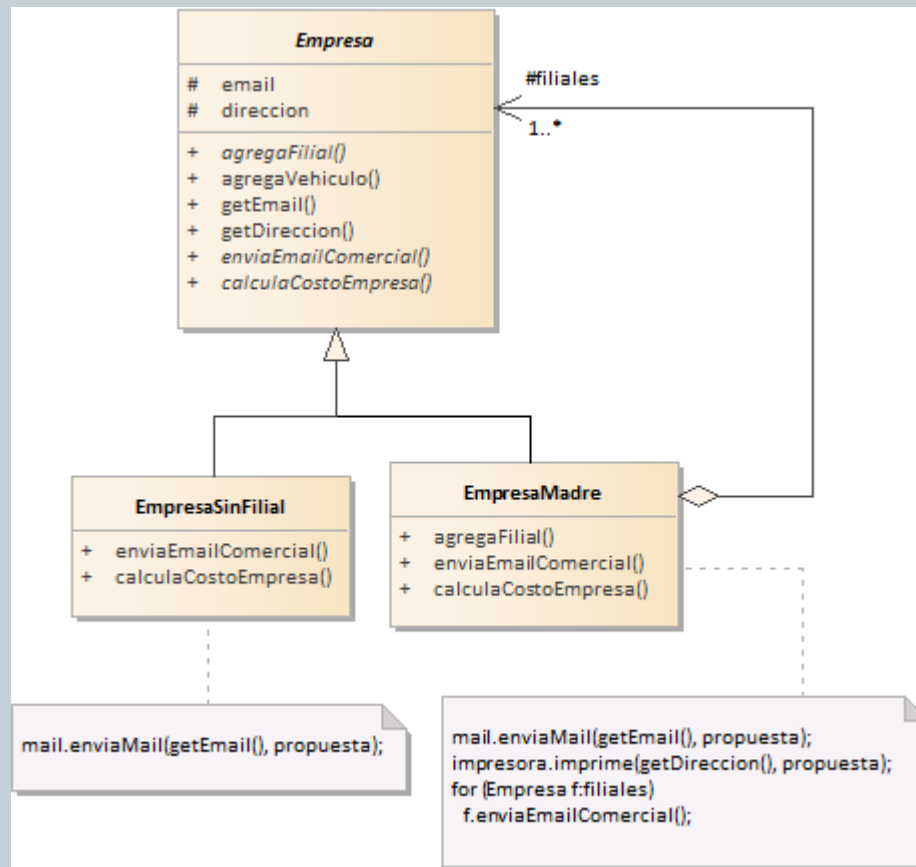 Empresa
# email
# direccion
+ agregaFilial()
+ agregaVehiculo()
+ getEmail()
+ getDireccion()
+ enviaEmailComercial()
+ calculaCostoEmpresa()
#filiales
1..*
EmpresaSinFilial
+ enviaEmailComercial()
+ calculaCostoEmpresa()
EmpresaMadre
+ agregaFilial()
+ enviaEmailComercial()
+ calculaCostoEmpresa()
mail.enviaMail(getEmail(), propuesta);
mail.enviaMail(getEmail(), propuesta);
impresora.imprime(getDireccion(), propuesta);
for (Empresa f:filiales)
f.enviaEmailComercial();